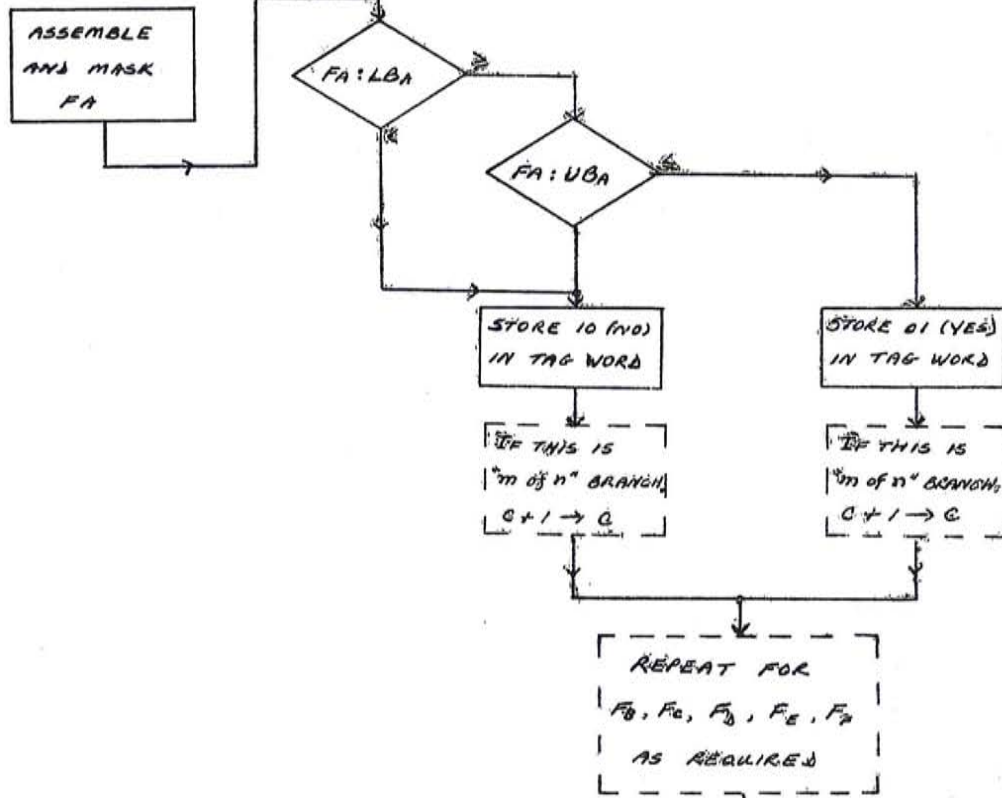 ASSEMBLE
AND MASK
FA
FA : LBA
≥
<
FA : UBA
≤
STORE 10 (NO)
IN TAG WORD
STORE 01 (YES)
IN TAG WORD
IF THIS IS
"m of n" BRANCH,
C + 1 → C
IF THIS IS
"m of n" BRANCH,
C + 1 → C
REPEAT FOR
FB, FC, FD, FE, FF
AS REQUIRED